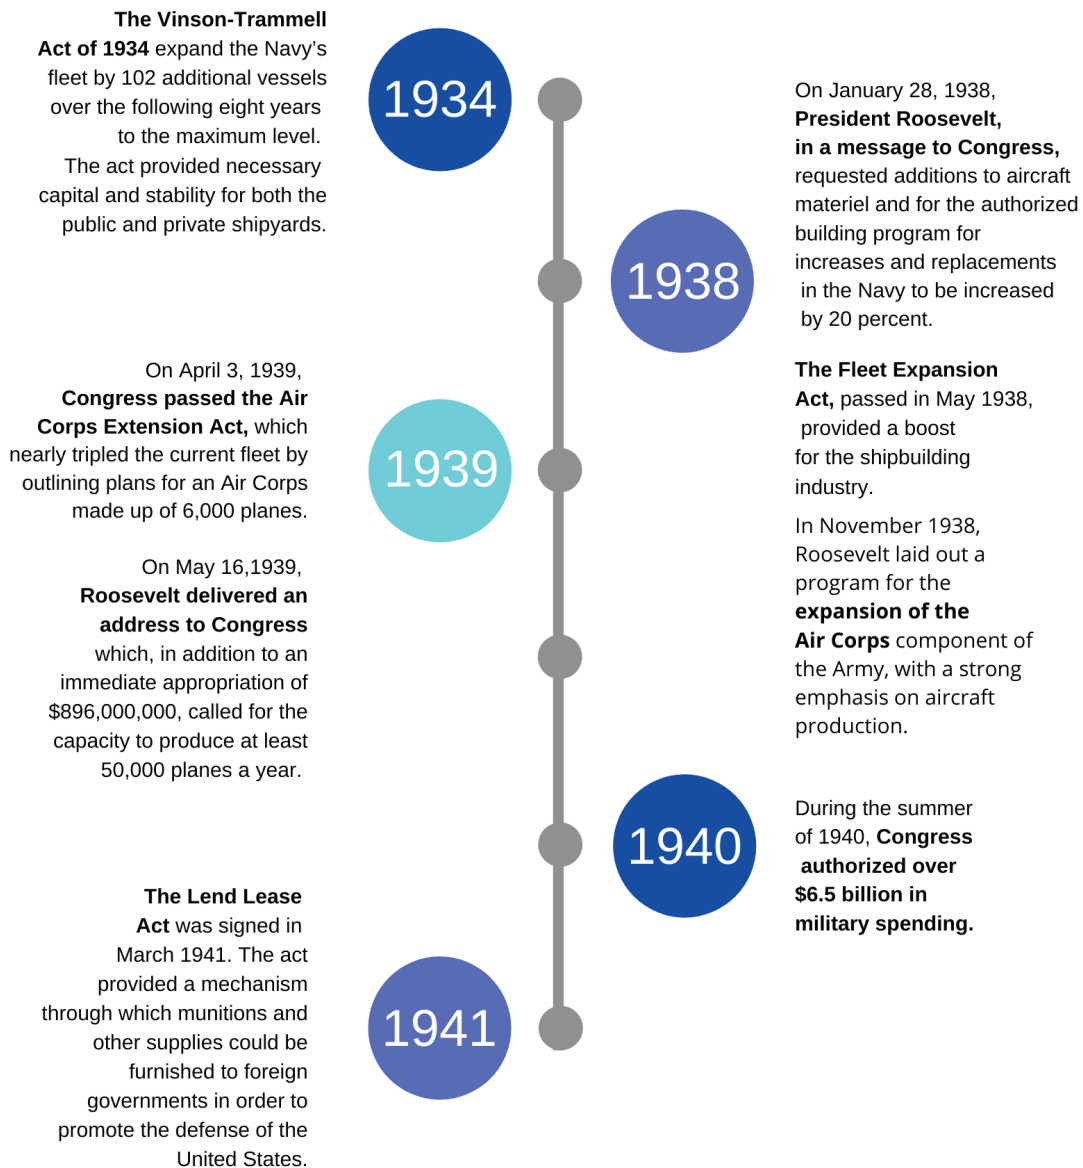 The Vinson-Trammell
Act of 1934 expand the Navy's
fleet by 102 additional vessels
over the following eight years
to the maximum level.
The act provided necessary
capital and stability for both the
public and private shipyards.
1934
On January 28, 1938,
President Roosevelt,
in a message to Congress,
requested additions to aircraft
materiel and for the authorized
building program for
increases and replacements
in the Navy to be increased
by 20 percent.
1938
The Fleet Expansion
Act, passed in May 1938,
provided a boost
for the shipbuilding
industry.
In November 1938,
Roosevelt laid out a
program for the
expansion of the
Air Corps component of
the Army, with a strong
emphasis on aircraft
production.
On April 3, 1939,
Congress passed the Air
Corps Extension Act, which
nearly tripled the current fleet by
outlining plans for an Air Corps
made up of 6,000 planes.
1939
On May 16,1939,
Roosevelt delivered an
address to Congress
which, in addition to an
immediate appropriation of
$896,000,000, called for the
capacity to produce at least
50,000 planes a year.
1940
During the summer
of 1940, Congress
authorized over
$6.5 billion in
military spending.
The Lend Lease
Act was signed in
March 1941. The act
provided a mechanism
through which munitions and
other supplies could be
furnished to foreign
governments in order to
promote the defense of the
United States.
1941